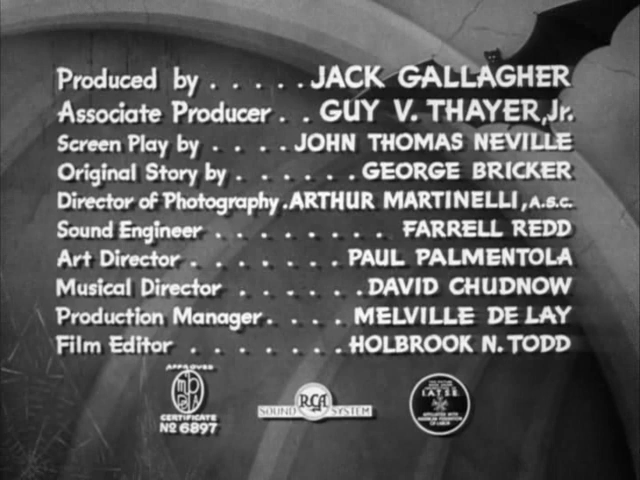 Produced by . . . . . JACK GALLAGHER
Associate Producer . . GUY V. THAYER, Jr.
Screen Play by . . . . JOHN THOMAS NEVILLE
Original Story by . . . . . . GEORGE BRICKER
Director of Photography . ARTHUR MARTINELLI, A.S.C.
Sound Engineer . . . . . . . . FARRELL REDD
Art Director . . . . . . . PAUL PALMENTOLA
Musical Director . . . . . . DAVID CHUDNOW
Production Manager . . . . MELVILLE DE LAY
Film Editor . . . . . . . HOLBROOK N. TODD
APPROVED
MPPDA
CERTIFICATE
No 6897
RCA
SOUND SYSTEM
I.A.T.S.E.